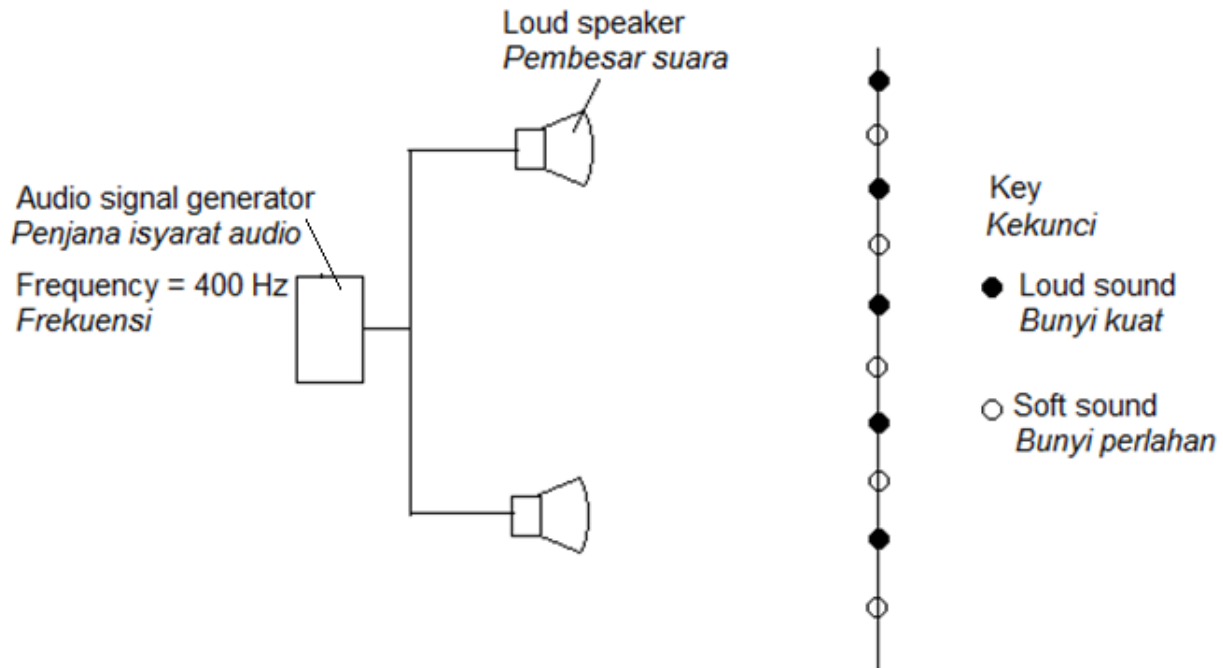 Loud speaker
Pembesar suara
Audio signal generator
Penjana isyarat audio
Frequency = 400 Hz
Frekuensi
Key
Kekunci
Loud sound
Bunyi kuat
Soft sound
Bunyi perlahan